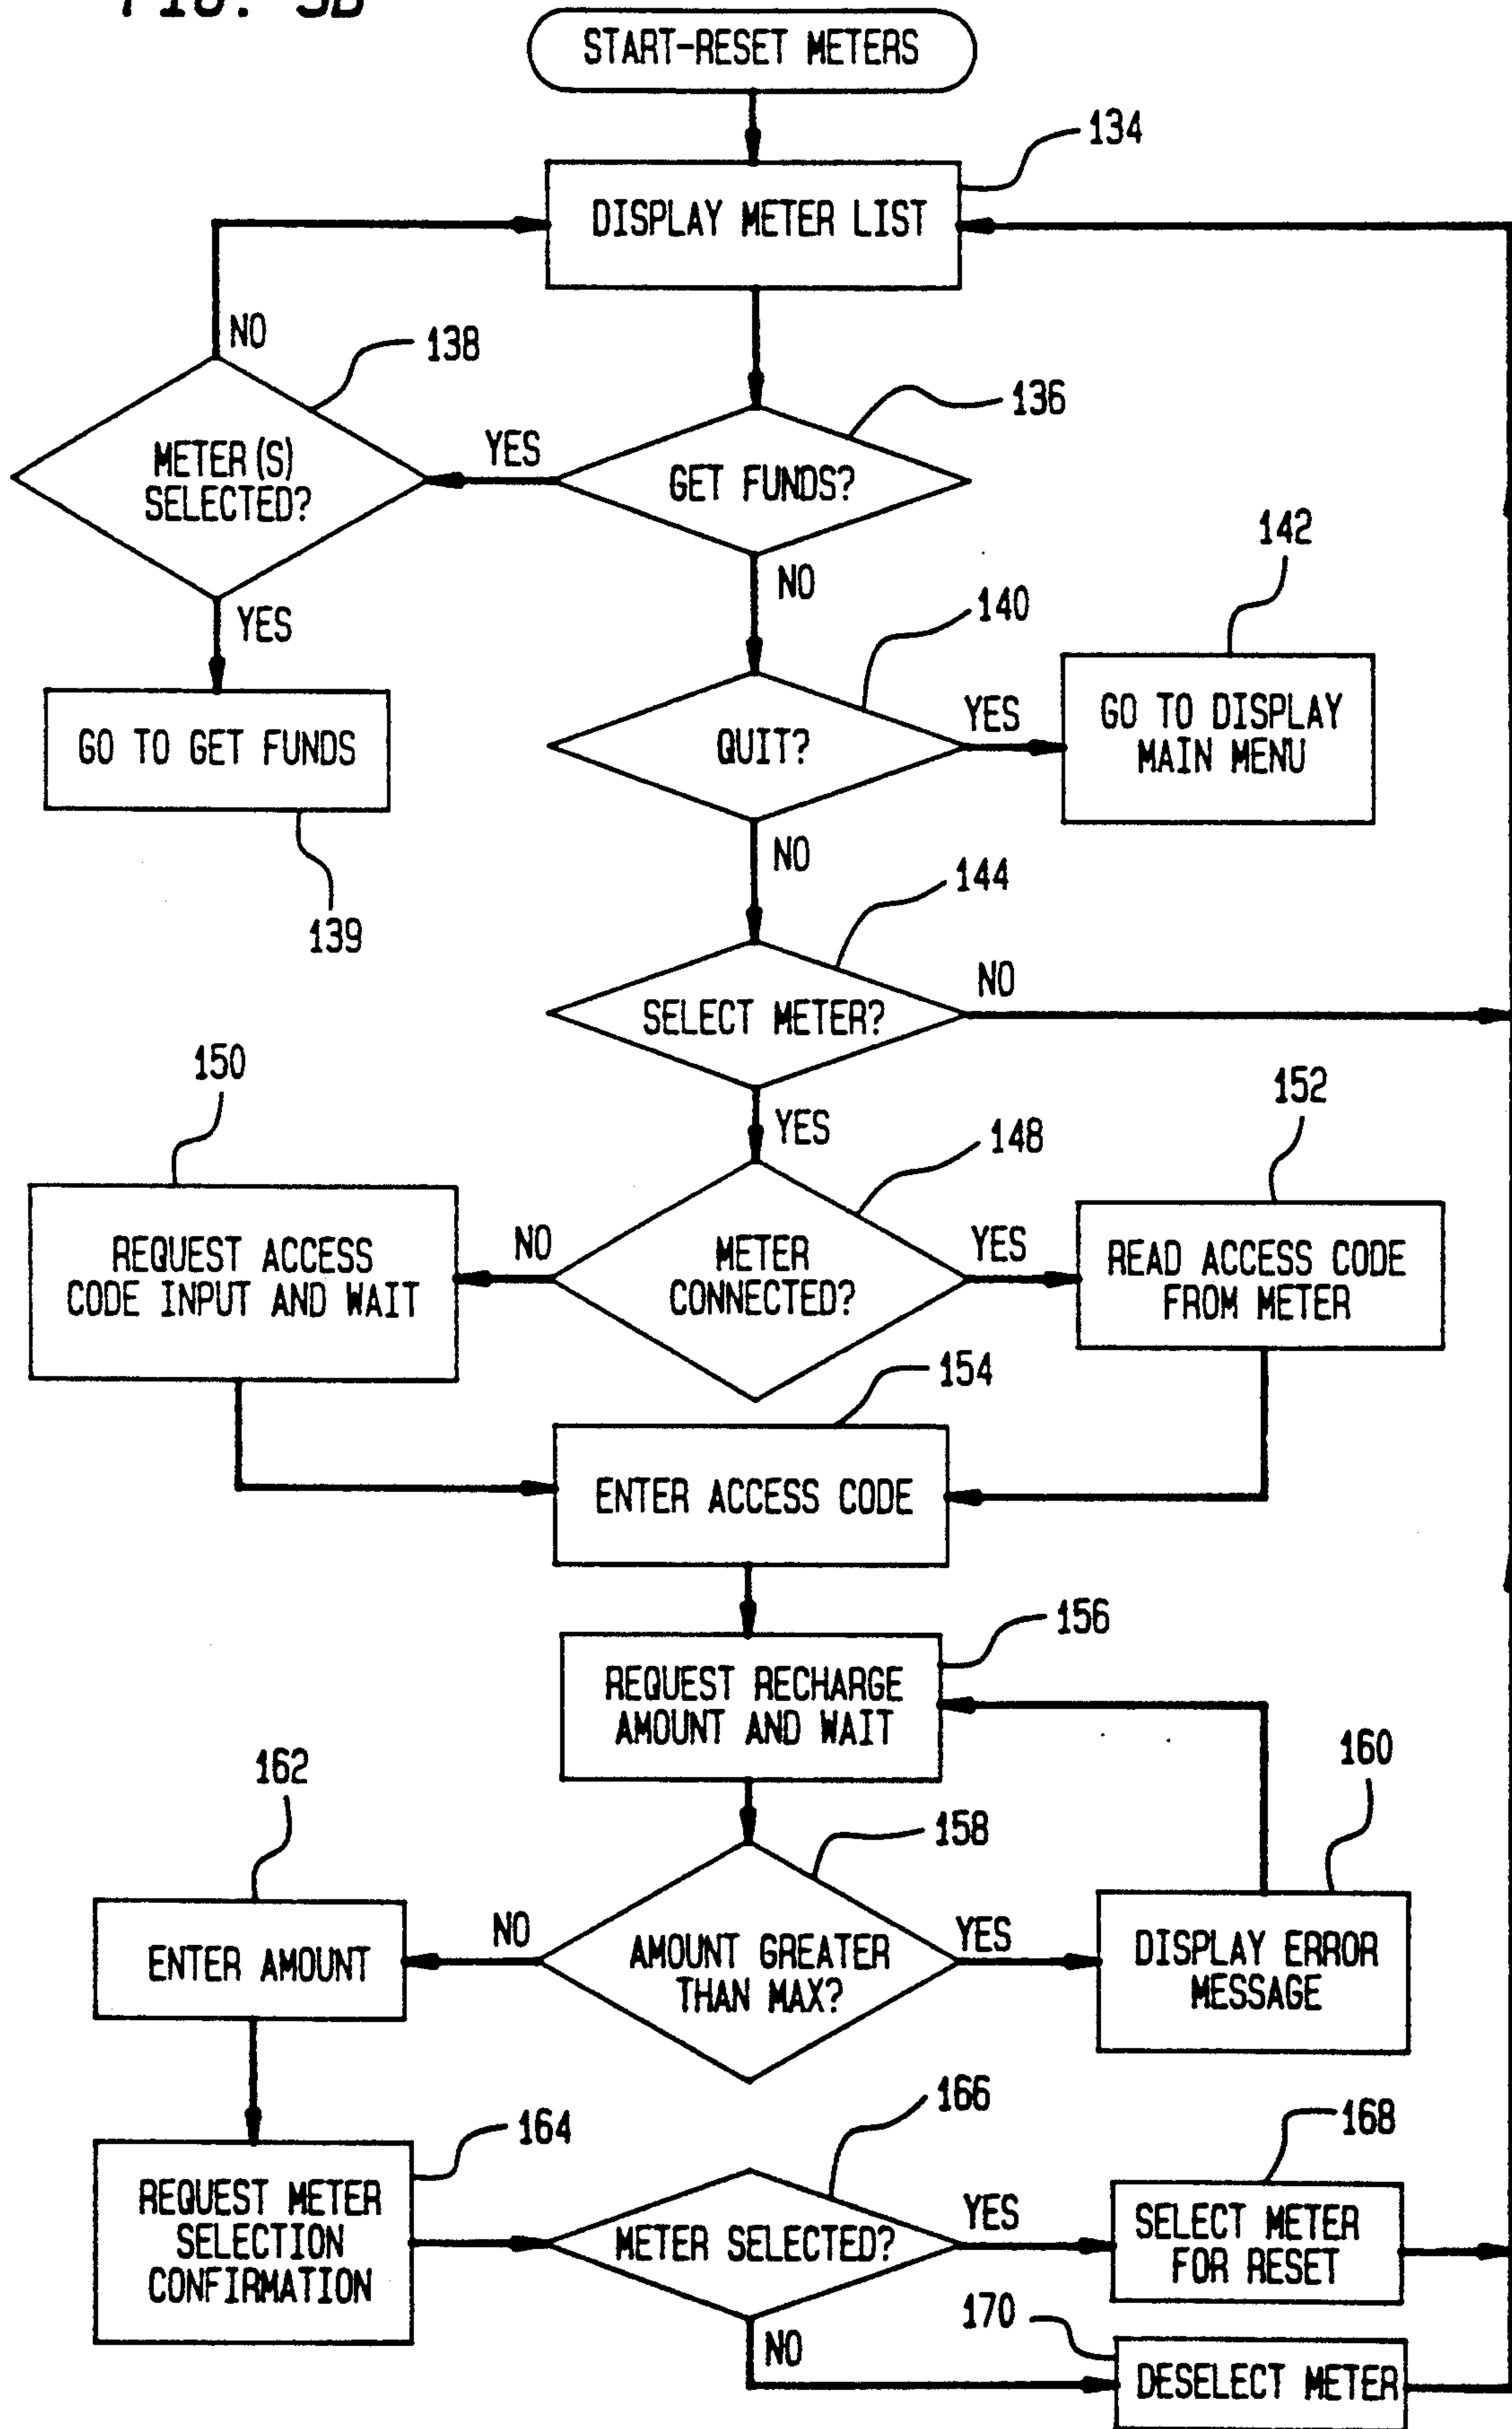 FIG. 3B
START-RESET METERS
134
DISPLAY METER LIST
NO
138
136
METER(S)
SELECTED?
YES
GET FUNDS?
142
NO
140
YES
GO TO GET FUNDS
139
QUIT?
YES
GO TO DISPLAY
MAIN MENU
NO
144
SELECT METER?
NO
150
152
YES
148
REQUEST ACCESS
CODE INPUT AND WAIT
NO
METER
CONNECTED?
YES
READ ACCESS CODE
FROM METER
154
ENTER ACCESS CODE
156
REQUEST RECHARGE
AMOUNT AND WAIT
162
160
158
ENTER AMOUNT
NO
AMOUNT GREATER
THAN MAX?
YES
DISPLAY ERROR
MESSAGE
164
166
168
REQUEST METER
SELECTION
CONFIRMATION
METER SELECTED?
YES
SELECT METER
FOR RESET
170
NO
DESELECT METER